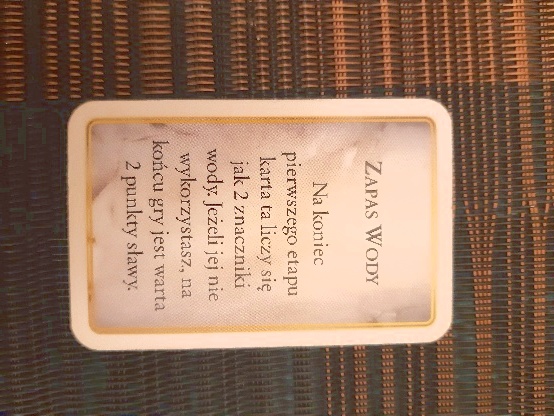 ZAPAS WODY
Na koniec
pierwszego etapu
karta ta liczy się
jak 2 znaczniki
wody. Jeżeli jej nie
wykorzystasz, na
końcu gry jest warta
2 punkty sławy.